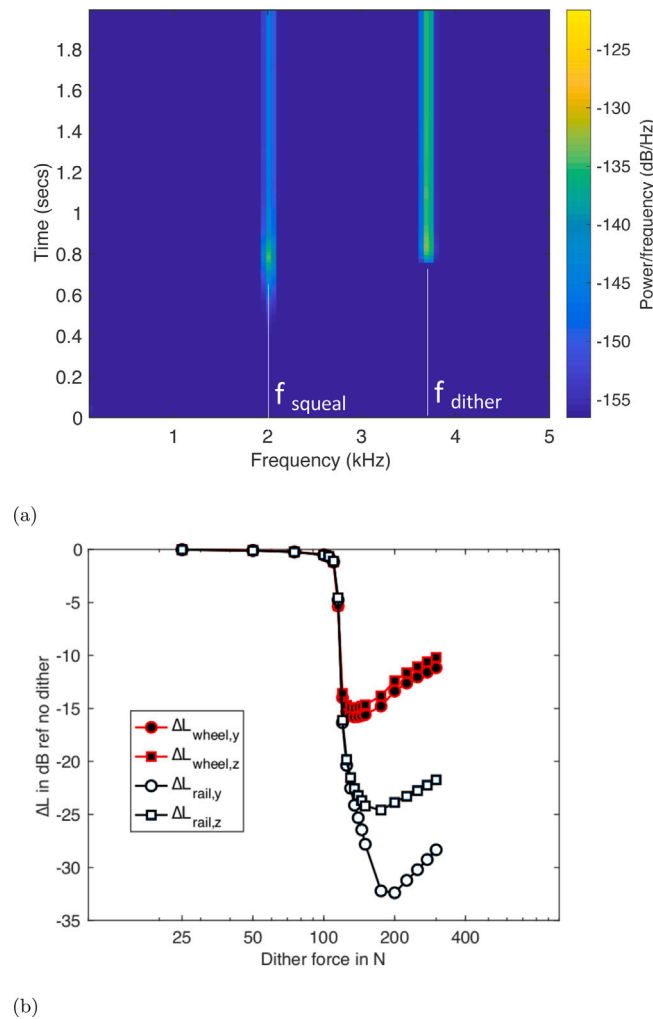 1.8
1.6
1.4
1.2
1
0.8
0.6
0.4
0.2
0
Time (secs)
f squeal
f dither
1 2 3 4 5
Frequency (kHz)
-125
-130
-135
-140
-145
-150
-155
Power/frequency (dB/Hz)
(a)
0
-5
-10
-15
-20
-25
-30
-35
ΔL in dB ref no dither
ΔLwheel,y
ΔLwheel,z
ΔLrail,y
ΔLrail,z
25 50 100 200 400
Dither force in N
(b)